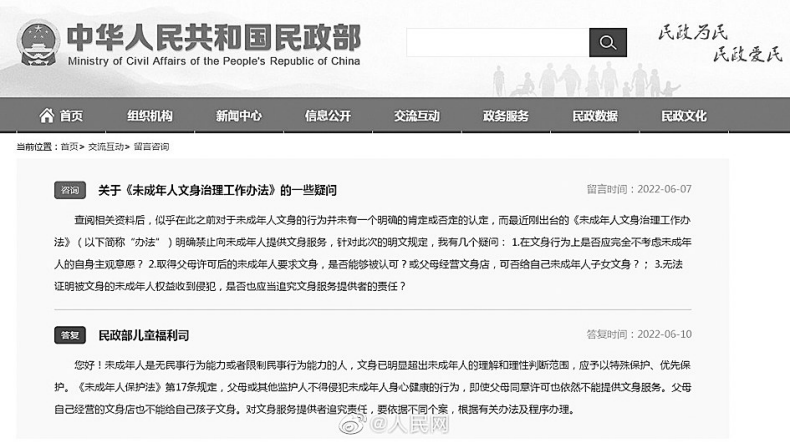 中华人民共和国民政部
Ministry of Civil Affairs of the People's Republic of China
民政为民
民政爱民
首页 组织机构 新闻中心 信息公开 交流互动 政务服务 民政数据 民政文化
当前位置：首页> 交流互动> 留言咨询
咨询 关于《未成年人文身治理工作办法》的一些疑问 留言时间：2022-06-07
查阅相关资料后，似乎在此之前对于未成年人文身的行为并未有一个明确的肯定或否定的认定，而最近刚出台的《未成年人文身治理工作办
法》（以下简称“办法”）明确禁止向未成年人提供文身服务，针对此次的明文规定，我有几个疑问： 1.在文身行为上是否应完全不考虑未成年
人的自身主观意愿？ 2.取得父母许可后的未成年人要求文身，是否能够被认可？或父母经营文身店，可否给自己未成年人子女文身？； 3.无法
证明被文身的未成年人权益收到侵犯，是否也应当追究文身服务提供者的责任？
答复 民政部儿童福利司 答复时间：2022-06-10
您好！未成年人是无民事行为能力或者限制民事行为能力的人，文身已明显超出未成年人的理解和理性判断范围，应予以特殊保护、优先保
护。《未成年人保护法》第17条规定，父母或其他监护人不得侵犯未成年人身心健康的行为，即使父母同意许可也依然不能提供文身服务。父母
自己经营的文身店也不能给自己孩子文身。对文身服务提供者追究责任，要依据不同个案，根据有关办法及程序办理。
@人民网